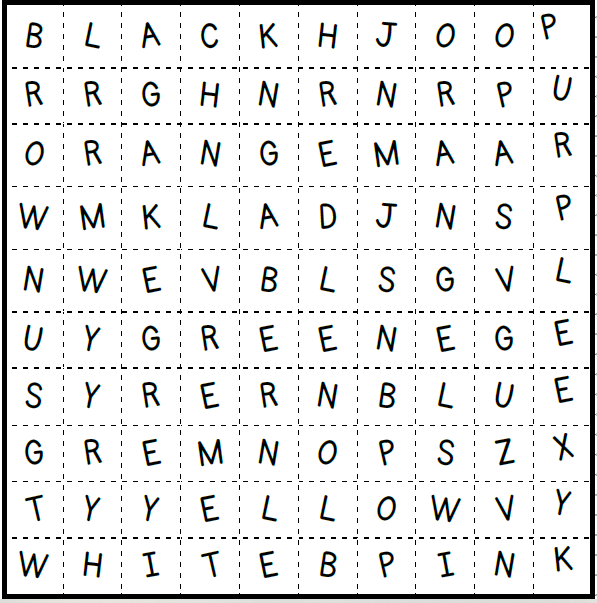 B L A C K H J O O P
R R G H N R N R P U
O R A N G E M A A R
W M K L A D J N S P
N W E V B L S G V L
U Y G R E E N E G E
S Y R E R N B L U E
G R E M N O P S Z X
T Y Y E L L O W V Y
W H I T E B P I N K